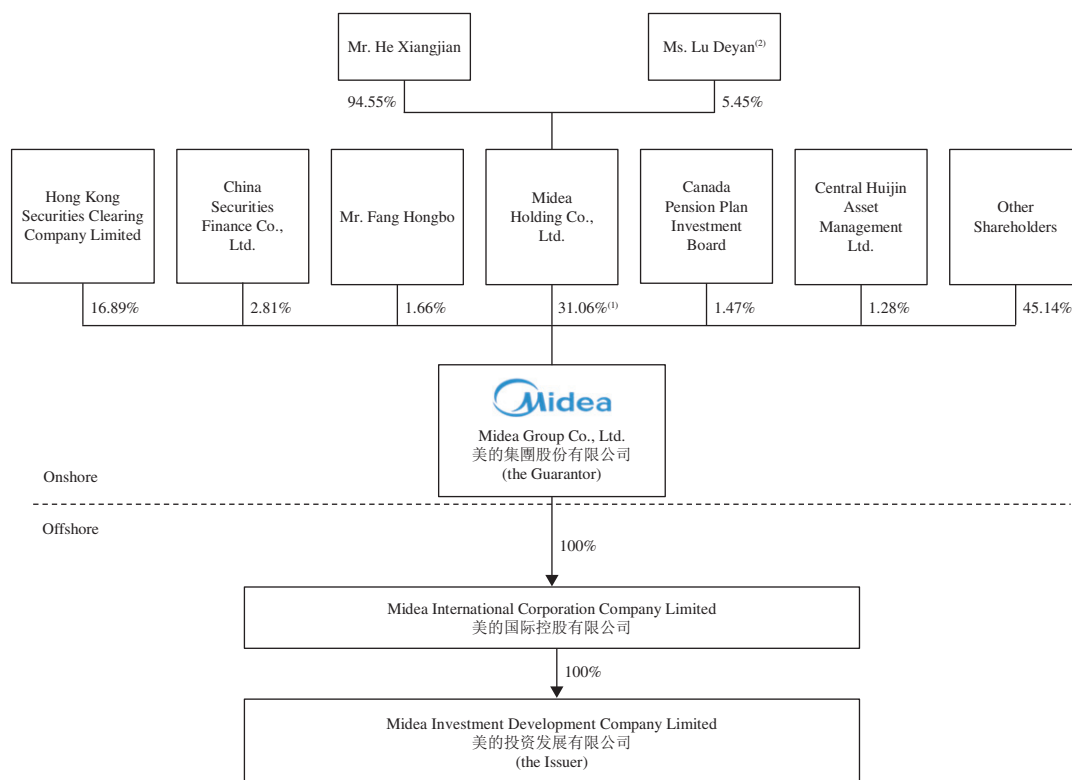 Mr. He Xiangjian
Ms. Lu Deyan(2)
94.55%
5.45%
Hong Kong
Securities Clearing
Company Limited
China
Securities
Finance Co.,
Ltd.
Mr. Fang Hongbo
Midea
Holding Co.,
Ltd.
Canada
Pension Plan
Investment
Board
Central Huijin
Asset
Management
Ltd.
Other
Shareholders
16.89%
2.81%
1.66%
31.06%(1)
1.47%
1.28%
45.14%
Midea
Midea Group Co., Ltd.
美的集團股份有限公司
(the Guarantor)
Onshore
Offshore
100%
Midea International Corporation Company Limited
美的国际控股有限公司
100%
Midea Investment Development Company Limited
美的投资发展有限公司
(the Issuer)